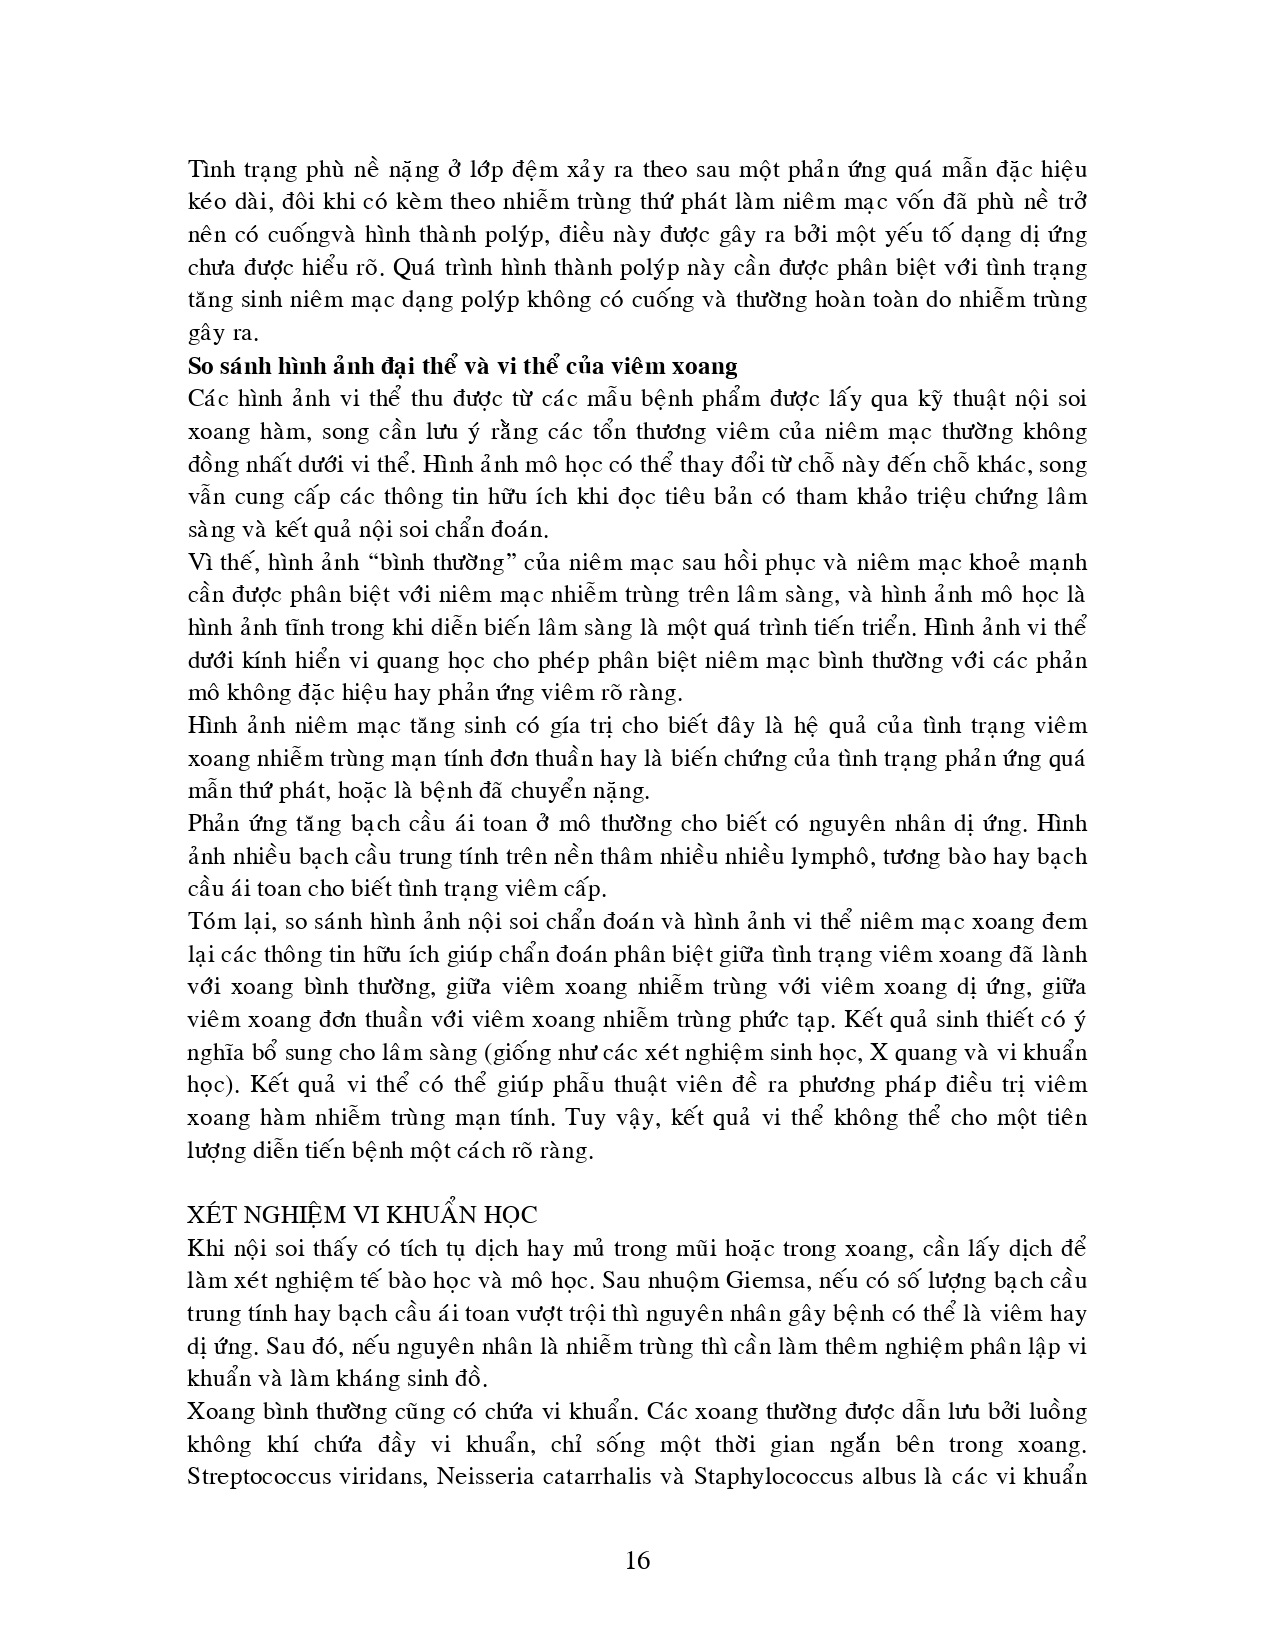 Tình trạng phù nề nặng ở lớp đệm xảy ra theo sau một phản ứng quá mẫn đặc hiệu
kéo dài, đôi khi có kèm theo nhiễm trùng thứ phát làm niêm mạc vốn đã phù nề trở
nên có cuốngvà hình thành polýp, điều này được gây ra bởi một yếu tố dạng dị ứng
chưa được hiểu rõ. Quá trình hình thành polýp này cần được phân biệt với tình trạng
tăng sinh niêm mạc dạng polýp không có cuống và thường hoàn toàn do nhiễm trùng
gây ra.
So sánh hình ảnh đại thể và vi thể của viêm xoang
Các hình ảnh vi thể thu được từ các mẫu bệnh phẩm được lấy qua kỹ thuật nội soi
xoang hàm, song cần lưu ý rằng các tổn thương viêm của niêm mạc thường không
đồng nhất dưới vi thể. Hình ảnh mô học có thể thay đổi từ chỗ này đến chỗ khác, song
vẫn cung cấp các thông tin hữu ích khi đọc tiêu bản có tham khảo triệu chứng lâm
sàng và kết quả nội soi chẩn đoán.
Vì thế, hình ảnh “bình thường” của niêm mạc sau hồi phục và niêm mạc khoẻ mạnh
cần được phân biệt với niêm mạc nhiễm trùng trên lâm sàng, và hình ảnh mô học là
hình ảnh tĩnh trong khi diễn biến lâm sàng là một quá trình tiến triển. Hình ảnh vi thể
dưới kính hiển vi quang học cho phép phân biệt niêm mạc bình thường với các phản
mô không đặc hiệu hay phản ứng viêm rõ ràng.
Hình ảnh niêm mạc tăng sinh có gía trị cho biết đây là hệ quả của tình trạng viêm
xoang nhiễm trùng mạn tính đơn thuần hay là biến chứng của tình trạng phản ứng quá
mẫn thứ phát, hoặc là bệnh đã chuyển nặng.
Phản ứng tăng bạch cầu ái toan ở mô thường cho biết có nguyên nhân dị ứng. Hình
ảnh nhiều bạch cầu trung tính trên nền thâm nhiều nhiều lymphô, tương bào hay bạch
cầu ái toan cho biết tình trạng viêm cấp.
Tóm lại, so sánh hình ảnh nội soi chẩn đoán và hình ảnh vi thể niêm mạc xoang đem
lại các thông tin hữu ích giúp chẩn đoán phân biệt giữa tình trạng viêm xoang đã lành
với xoang bình thường, giữa viêm xoang nhiễm trùng với viêm xoang dị ứng, giữa
viêm xoang đơn thuần với viêm xoang nhiễm trùng phức tạp. Kết quả sinh thiết có ý
nghĩa bổ sung cho lâm sàng (giống như các xét nghiệm sinh học, X quang và vi khuẩn
học). Kết quả vi thể có thể giúp phẫu thuật viên đề ra phương pháp điều trị viêm
xoang hàm nhiễm trùng mạn tính. Tuy vậy, kết quả vi thể không thể cho một tiên
lượng diễn tiến bệnh một cách rõ ràng.
XÉT NGHIỆM VI KHUẨN HỌC
Khi nội soi thấy có tích tụ dịch hay mủ trong mũi hoặc trong xoang, cần lấy dịch để
làm xét nghiệm tế bào học và mô học. Sau nhuộm Giemsa, nếu có số lượng bạch cầu
trung tính hay bạch cầu ái toan vượt trội thì nguyên nhân gây bệnh có thể là viêm hay
dị ứng. Sau đó, nếu nguyên nhân là nhiễm trùng thì cần làm thêm nghiệm phân lập vi
khuẩn và làm kháng sinh đồ.
Xoang bình thường cũng có chứa vi khuẩn. Các xoang thường được dẫn lưu bởi luồng
không khí chứa đầy vi khuẩn, chỉ sống một thời gian ngắn bên trong xoang.
Streptococcus viridans, Neisseria catarrhalis và Staphylococcus albus là các vi khuẩn
16